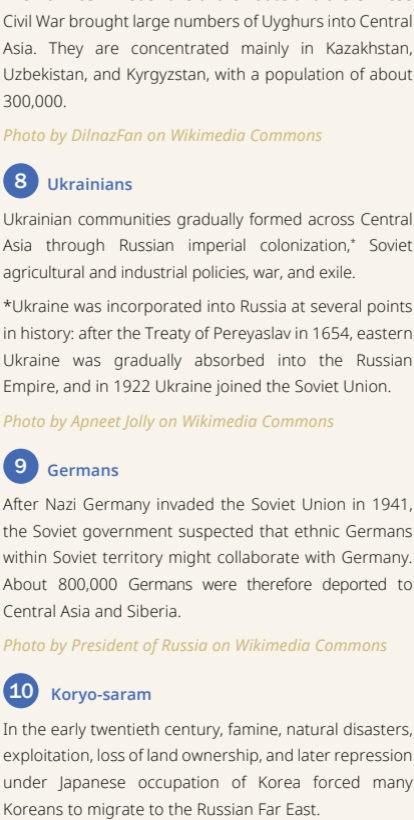 Civil War brought large numbers of Uyghurs into Central
Asia. They are concentrated mainly in Kazakhstan,
Uzbekistan, and Kyrgyzstan, with a population of about
300,000.
Photo by DilnazFan on Wikimedia Commons
8 Ukrainians
Ukrainian communities gradually formed across Central
Asia through Russian imperial colonization,* Soviet
agricultural and industrial policies, war, and exile.
*Ukraine was incorporated into Russia at several points
in history: after the Treaty of Pereyaslav in 1654, eastern
Ukraine was gradually absorbed into the Russian
Empire, and in 1922 Ukraine joined the Soviet Union.
Photo by Apneet Jolly on Wikimedia Commons
9 Germans
After Nazi Germany invaded the Soviet Union in 1941,
the Soviet government suspected that ethnic Germans
within Soviet territory might collaborate with Germany.
About 800,000 Germans were therefore deported to
Central Asia and Siberia.
Photo by President of Russia on Wikimedia Commons
10 Koryo-saram
In the early twentieth century, famine, natural disasters,
exploitation, loss of land ownership, and later repression
under Japanese occupation of Korea forced many
Koreans to migrate to the Russian Far East.